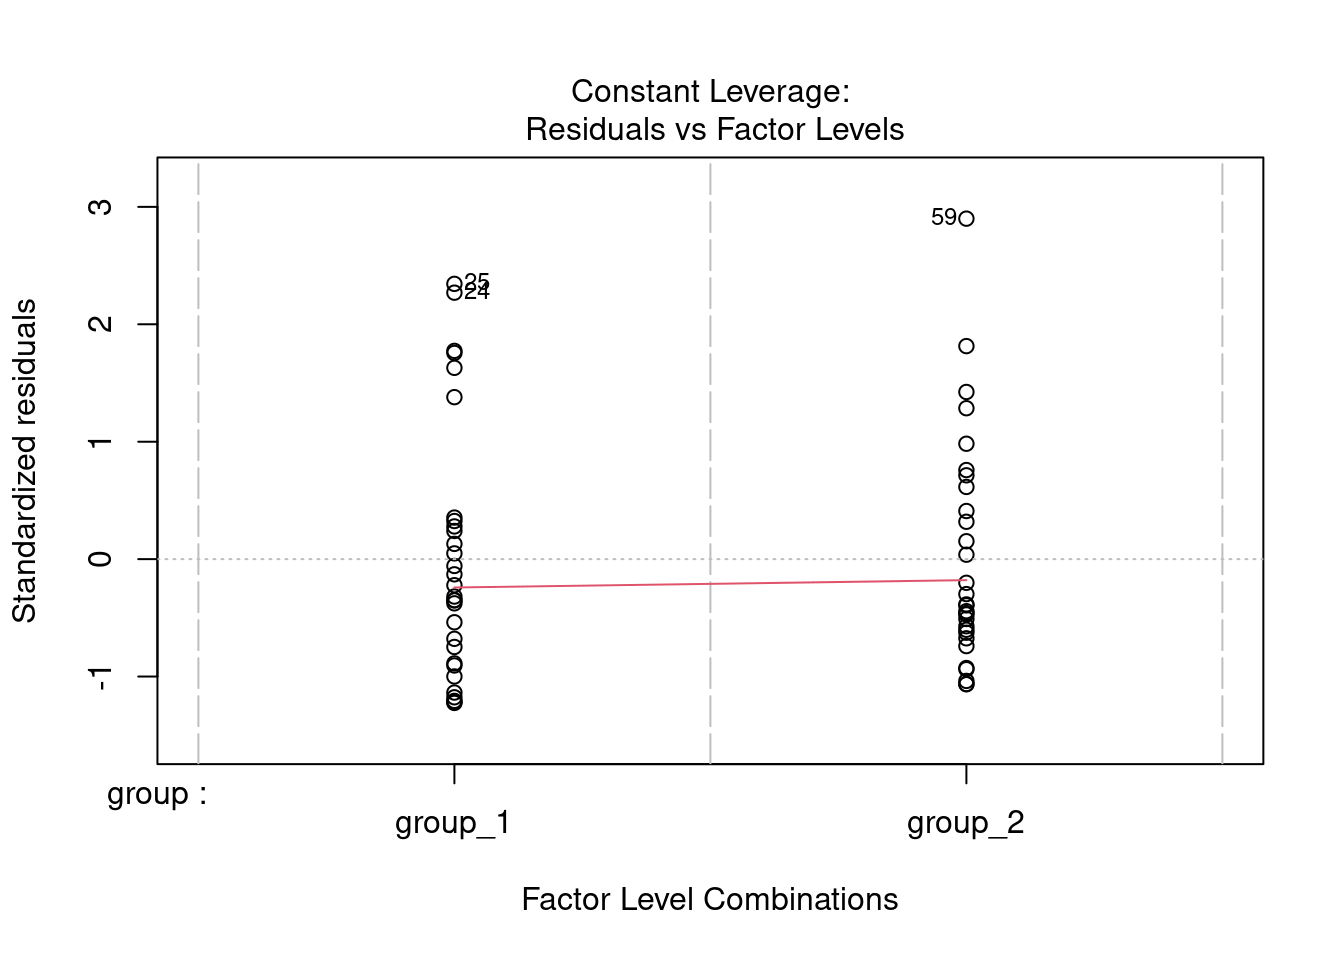 Constant Leverage:
Residuals vs Factor Levels
Standardized residuals
3
2
1
0
-1
25
24
59
group :
group_1
group_2
Factor Level Combinations